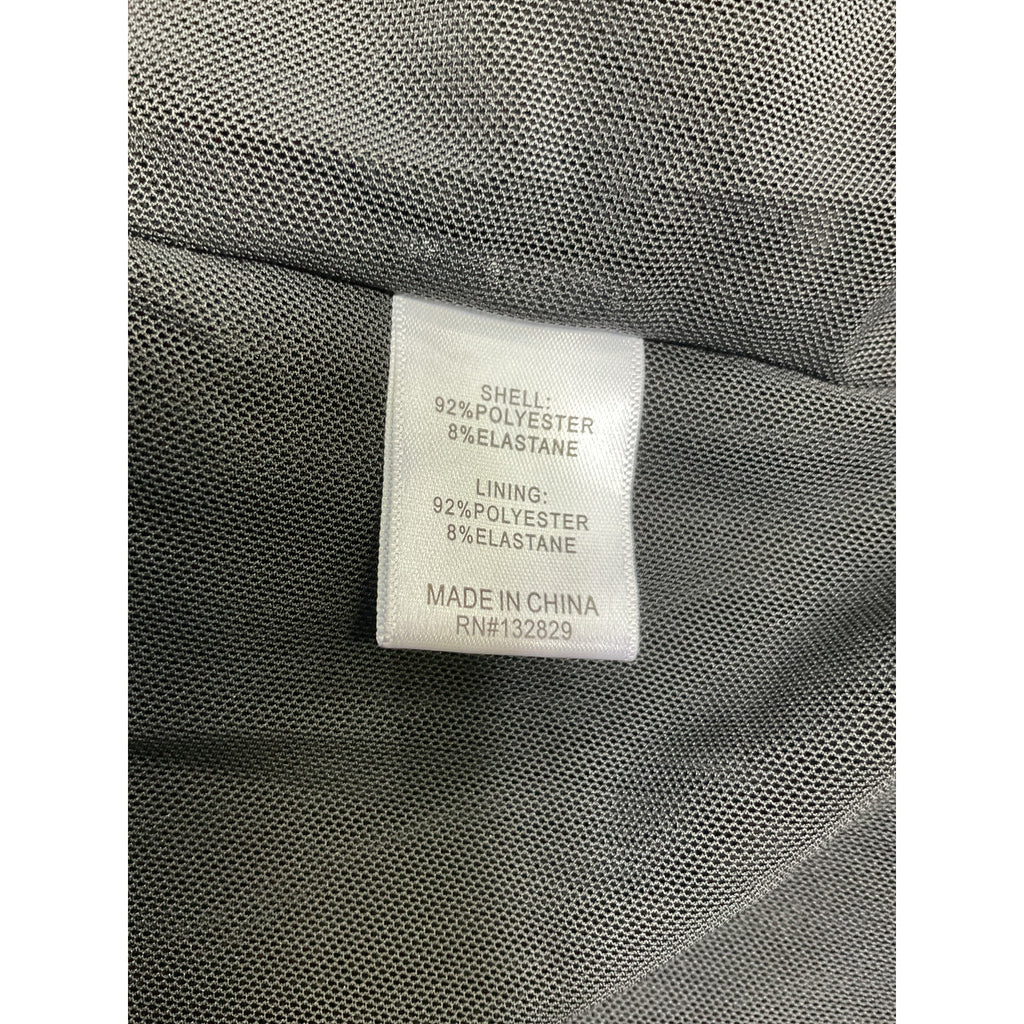 SHELL:
92%POLYESTER
8%ELASTANE
LINING:
92%POLYESTER
8%ELASTANE
MADE IN CHINA
RN#132829